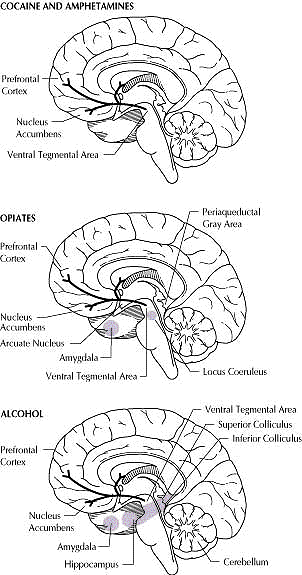 COCAINE AND AMPHETAMINES
Prefrontal
Cortex
Nucleus
Accumbens
Ventral Tegmental Area
OPIATES
Periaqueductal
Gray Area
Prefrontal
Cortex
Nucleus
Accumbens
Arcuate Nucleus
Amygdala
Ventral Tegmental Area
Locus Coeruleus
ALCOHOL
Ventral Tegmental Area
Superior Colliculus
Inferior Colliculus
Prefrontal
Cortex
Nucleus
Accumbens
Amygdala
Hippocampus
Cerebellum